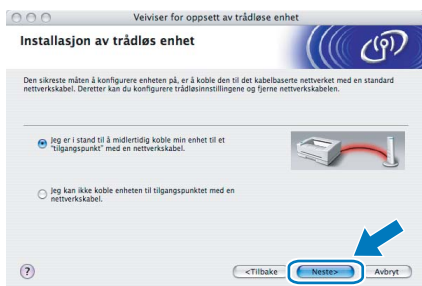 Veiviser for oppsett av trådløse enhet
Installasjon av trådløs enhet
Den sikreste måten å konfigurere enheten på, er å koble den til det kabelbaserte nettverket med en standard
nettverkskabel. Deretter kan du konfigurere trådløsinnstillingene og fjerne nettverkskabelen.
Jeg er i stand til å midlertidig koble min enhet til et
"tilgangspunkt" med en nettverkskabel.
Jeg kan ikke koble enheten til tilgangspunktet med en
nettverkskabel.
?
<Tilbake Neste> Avbryt